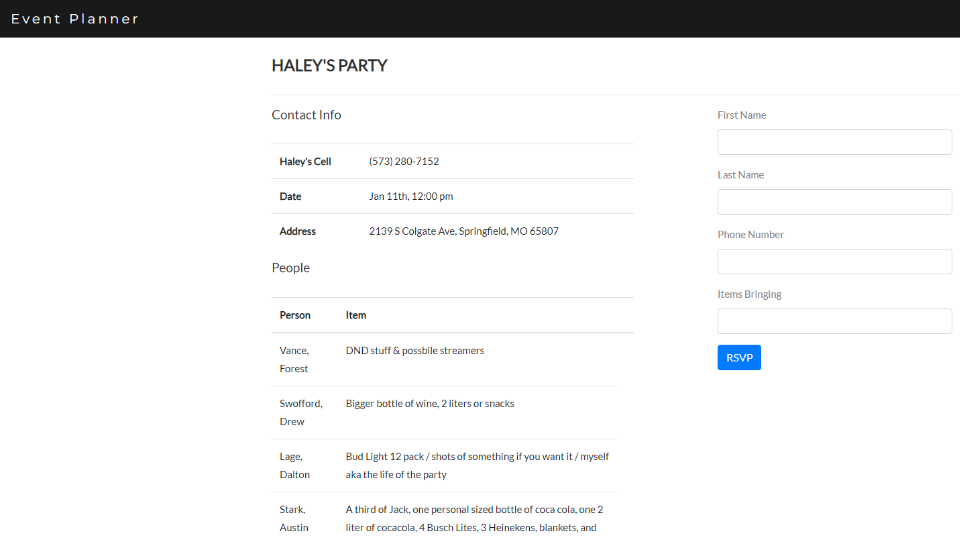 Event Planner
HALEY'S PARTY
Contact Info
Haley's Cell (573) 280-7152
Date Jan 11th, 12:00 pm
Address 2139 S Colgate Ave, Springfield, MO 65807
People
Person Item
Vance, DND stuff & possbile streamers
Forest
Swofford, Bigger bottle of wine, 2 liters or snacks
Drew
Lage, Bud Light 12 pack / shots of something if you want it / myself
Dalton aka the life of the party
Stark, A third of Jack, one personal sized bottle of coca cola, one 2
Austin liter of cocacola, 4 Busch Lites, 3 Heinekens, blankets, and
First Name
Last Name
Phone Number
Items Bringing
RSVP